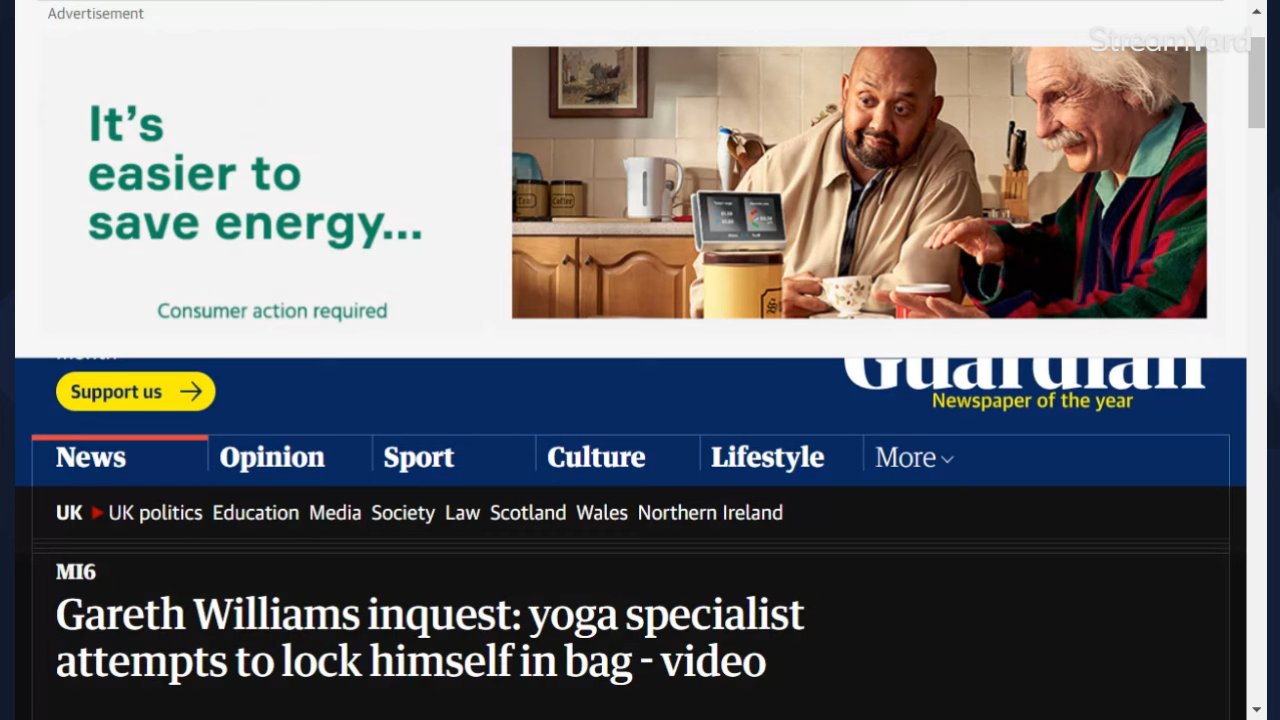 Advertisement
StreamYard
It's
easier to
save energy...
Consumer action required
Support us
Guardian
Newspaper of the year
News Opinion Sport Culture Lifestyle More
UK UK politics Education Media Society Law Scotland Wales Northern Ireland
MI6
Gareth Williams inquest: yoga specialist
attempts to lock himself in bag - video